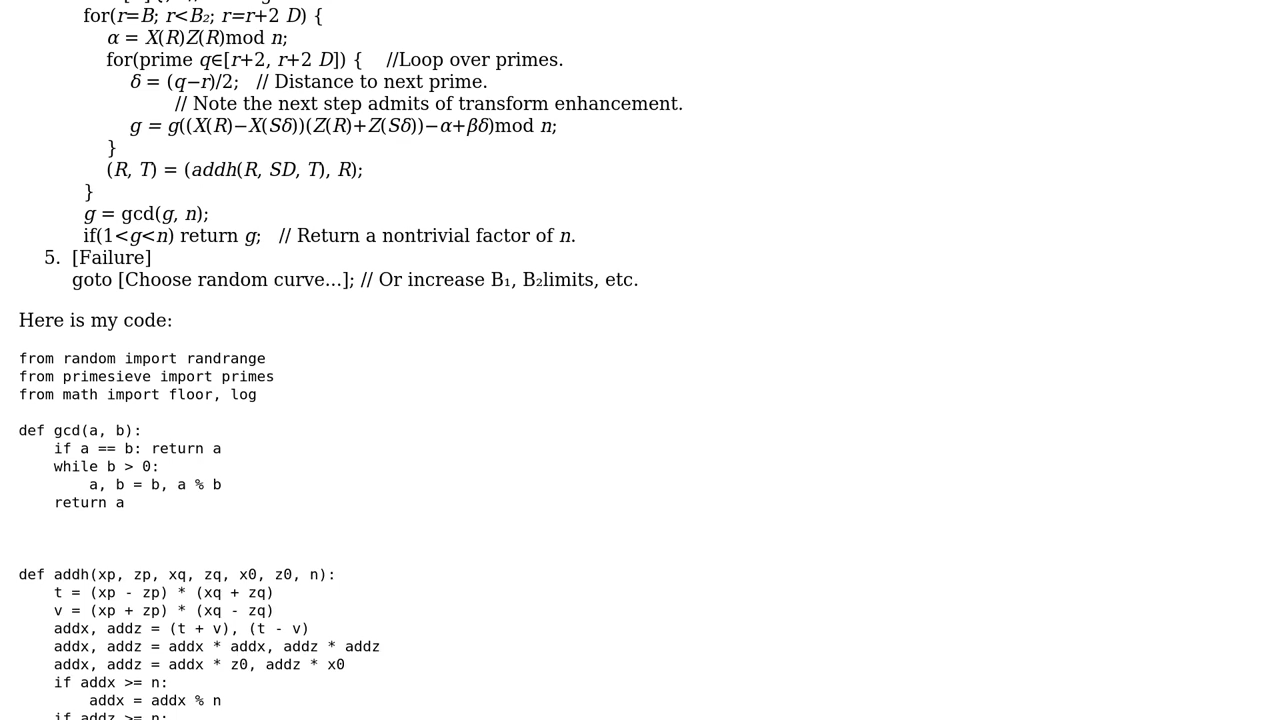 for(r=B; r<B₂; r=r+2 D) {
α = X(R)Z(R)mod n;
for(prime q∈[r+2, r+2 D]) { //Loop over primes.
δ = (q−r)/2; // Distance to next prime.
// Note the next step admits of transform enhancement.
g = g((X(R)−X(Sδ))(Z(R)+Z(Sδ))−α+βδ)mod n;
}
(R, T) = (addh(R, SD, T), R);
}
g = gcd(g, n);
if(1<g<n) return g; // Return a nontrivial factor of n.
5. [Failure]
goto [Choose random curve...]; // Or increase B₁, B₂limits, etc.
Here is my code:
from random import randrange
from primesieve import primes
from math import floor, log
def gcd(a, b):
if a == b: return a
while b > 0:
a, b = b, a % b
return a
def addh(xp, zp, xq, zq, x0, z0, n):
t = (xp - zp) * (xq + zq)
v = (xp + zp) * (xq - zq)
addx, addz = (t + v), (t - v)
addx, addz = addx * addx, addz * addz
addx, addz = addx * z0, addz * x0
if addx >= n:
addx = addx % n
if addz >= n: